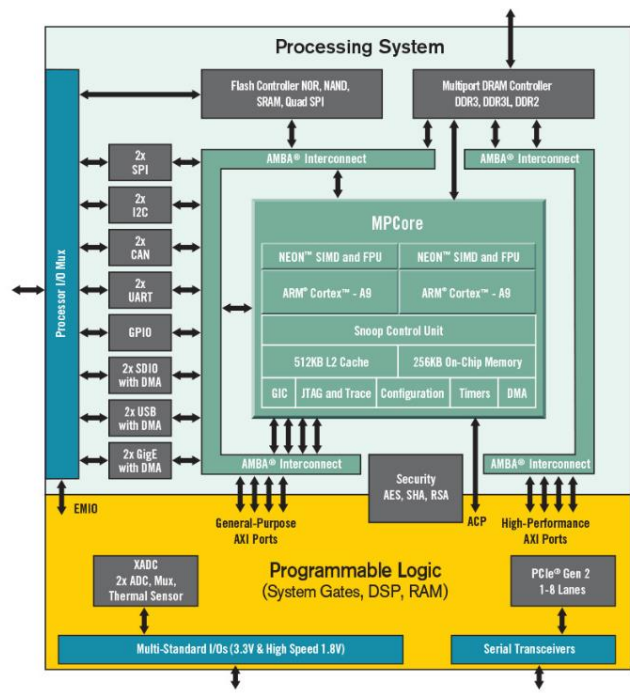 Processing System
Flash Controller NOR, NAND,
SRAM, Quad SPI
Multiport DRAM Controller
DDR3, DDR3L, DDR2
Processor I/O Mux
2x
SPI
2x
I2C
2x
CAN
2x
UART
GPIO
2x SDIO
with DMA
2x USB
with DMA
2x GigE
with DMA
AMBA® Interconnect
AMBA® Interconnect
MPCore
NEON™ SIMD and FPU
NEON™ SIMD and FPU
ARM® Cortex™ - A9
ARM® Cortex™ - A9
Snoop Control Unit
512KB L2 Cache
256KB On-Chip Memory
GIC
JTAG and Trace
Configuration
Timers
DMA
AMBA® Interconnect
AMBA® Interconnect
Security
AES, SHA, RSA
EMIO
General-Purpose
AXI Ports
ACP
High-Performance
AXI Ports
XADC
2x ADC, Mux,
Thermal Sensor
Programmable Logic
(System Gates, DSP, RAM)
PCIe® Gen 2
1-8 Lanes
Multi-Standard I/Os (3.3V & High Speed 1.8V)
Serial Transceivers